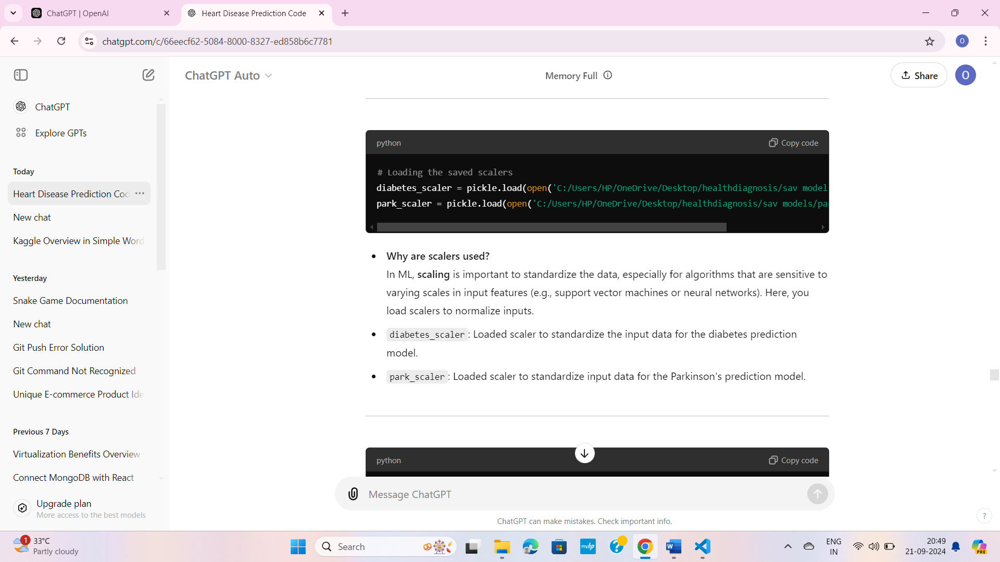 ChatGPT | OpenAI
Heart Disease Prediction Code
chatgpt.com/c/66eecf62-5084-8000-8327-ed858b6c7781
O
ChatGPT Auto
Memory Full
Share
O
ChatGPT
Explore GPTs
Today
Heart Disease Prediction Cod
New chat
Kaggle Overview in Simple Word
Yesterday
Snake Game Documentation
New chat
Git Push Error Solution
Git Command Not Recognized
Unique E-commerce Product Ide
Previous 7 Days
Virtualization Benefits Overview
Connect MongoDB with React
Upgrade plan
More access to the best models
python
Copy code
# Loading the saved scalers
diabetes_scaler = pickle.load(open('C:/Users/HP/OneDrive/Desktop/healthdiagnosis/sav model
park_scaler = pickle.load(open('C:/Users/HP/OneDrive/Desktop/healthdiagnosis/sav models/pa
• Why are scalers used?
In ML, scaling is important to standardize the data, especially for algorithms that are sensitive to
varying scales in input features (e.g., support vector machines or neural networks). Here, you
load scalers to normalize inputs.
• diabetes_scaler: Loaded scaler to standardize the input data for the diabetes prediction
model.
• park_scaler: Loaded scaler to standardize input data for the Parkinson's prediction model.
python
Copy code
Message ChatGPT
ChatGPT can make mistakes. Check important info.
?
1
33°C
Partly cloudy
Search
myhp
W
PRE
ENG
IN
20:49
21-09-2024